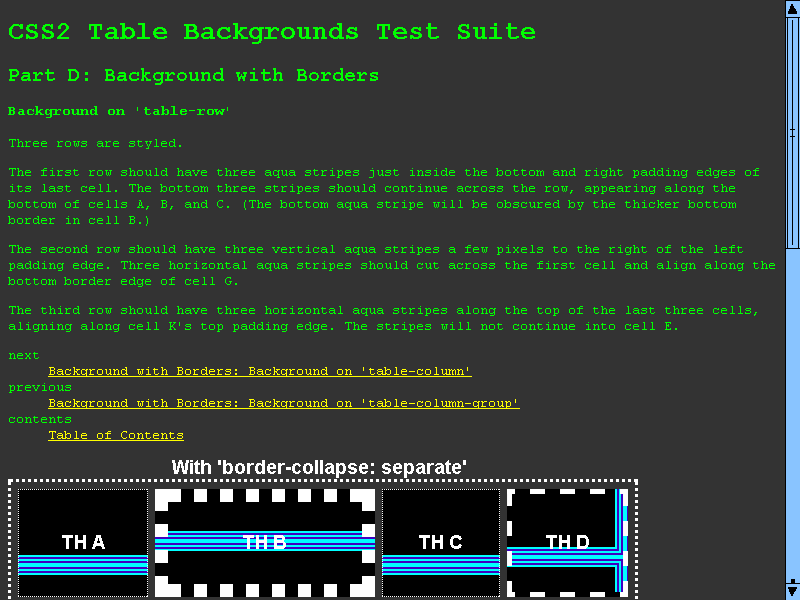 CSS2 Table Backgrounds Test Suite
Part D: Background with Borders
Background on 'table-row'
Three rows are styled.
The first row should have three aqua stripes just inside the bottom and right padding edges of
its last cell. The bottom three stripes should continue across the row, appearing along the
bottom of cells A, B, and C. (The bottom aqua stripe will be obscured by the thicker bottom
border in cell B.)
The second row should have three vertical aqua stripes a few pixels to the right of the left
padding edge. Three horizontal aqua stripes should cut across the first cell and align along the
bottom border edge of cell G.
The third row should have three horizontal aqua stripes along the top of the last three cells,
aligning along cell K's top padding edge. The stripes will not continue into cell E.
next
Background with Borders: Background on 'table-column'
previous
Background with Borders: Background on 'table-column-group'
contents
Table of Contents
With 'border-collapse: separate'
TH A TH B TH C TH D